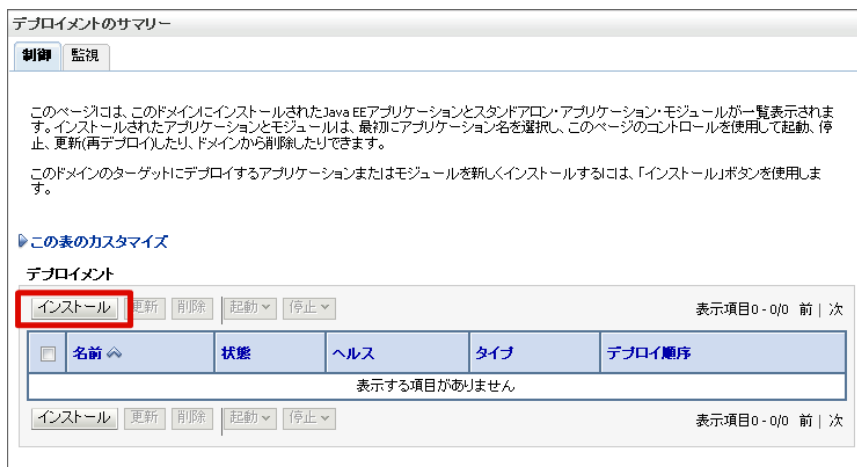 デプロイメントのサマリー
制御 監視
このページには、このドメインにインストールされたJava EEアプリケーションとスタンドアロン・アプリケーション・モジュールが一覧表示されま
す。インストールされたアプリケーションとモジュールは、最初にアプリケーション名を選択し、このページのコントロールを使用して起動、停
止、更新(再デプロイ)したり、ドメインから削除したりできます。
このドメインのターゲットにデプロイするアプリケーションまたはモジュールを新しくインストールするには、「インストール」ボタンを使用しま
す。
この表のカスタマイズ
デプロイメント
インストール 更新 削除 起動 停止 表示項目0 - 0/0 前 | 次
名前 状態 ヘルス タイプ デプロイ順序
表示する項目がありません
インストール 更新 削除 起動 停止 表示項目0 - 0/0 前 | 次